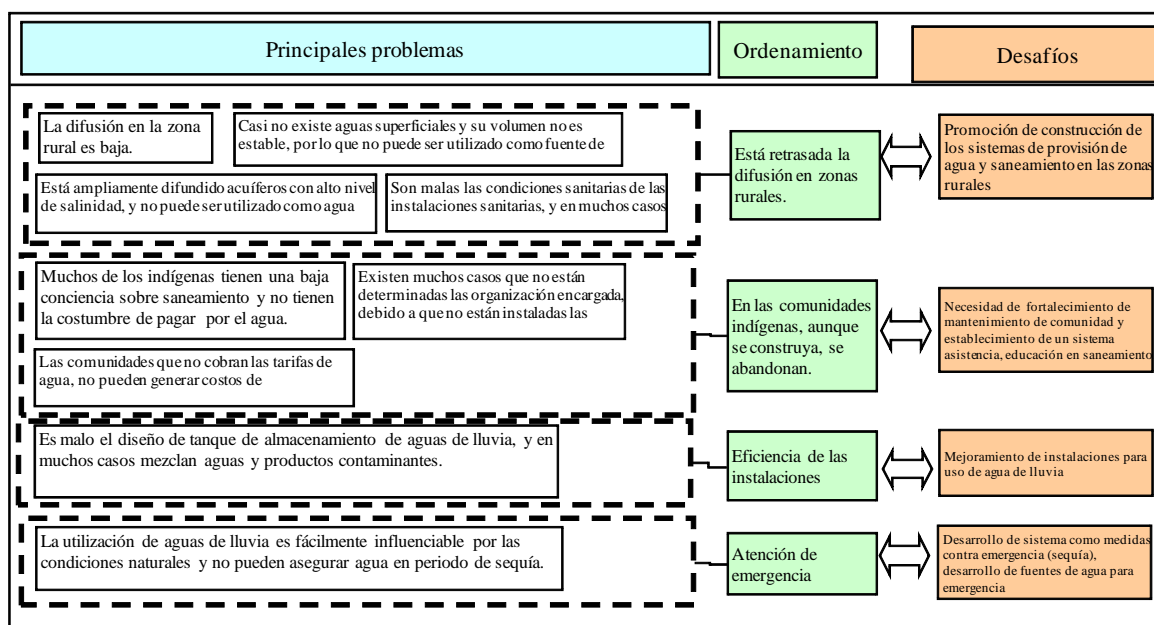 Principales problemas
Ordenamiento
Desafíos
La difusión en la zona
rural es baja.
Casi no existe aguas superficiales y su volumen no es
estable, por lo que no puede ser utilizado como fuente de
Está ampliamente difundido acuíferos con alto nivel
de salinidad, y no puede ser utilizado como agua
Son malas las condiciones sanitarias de las
instalaciones sanitarias, y en muchos casos
Está retrasada la
difusión en zonas
rurales.
Promoción de construcción de
los sistemas de provisión de
agua y saneamiento en las zonas
rurales
Muchos de los indígenas tienen una baja
conciencia sobre saneamiento y no tienen
la costumbre de pagar por el agua.
Existen muchos casos que no están
determinadas las organización encargada,
debido a que no están instaladas las
Las comunidades que no cobran las tarifas de
agua, no pueden generar costos de
En las comunidades
indígenas, aunque
se construya, se
abandonan.
Necesidad de fortalecimiento de
mantenimiento de comunidad y
establecimiento de un sistema
asistencia, educación en saneamiento
Es malo el diseño de tanque de almacenamiento de aguas de lluvia, y en
muchos casos mezclan aguas y productos contaminantes.
Eficiencia de las
instalaciones
Mejoramiento de instalaciones para
uso de agua de lluvia
La utilización de aguas de lluvia es fácilmente influenciable por las
condiciones naturales y no pueden asegurar agua en periodo de sequía.
Atención de
emergencia
Desarrollo de sistema como medidas
contra emergencia (sequía),
desarrollo de fuentes de agua para
emergencia